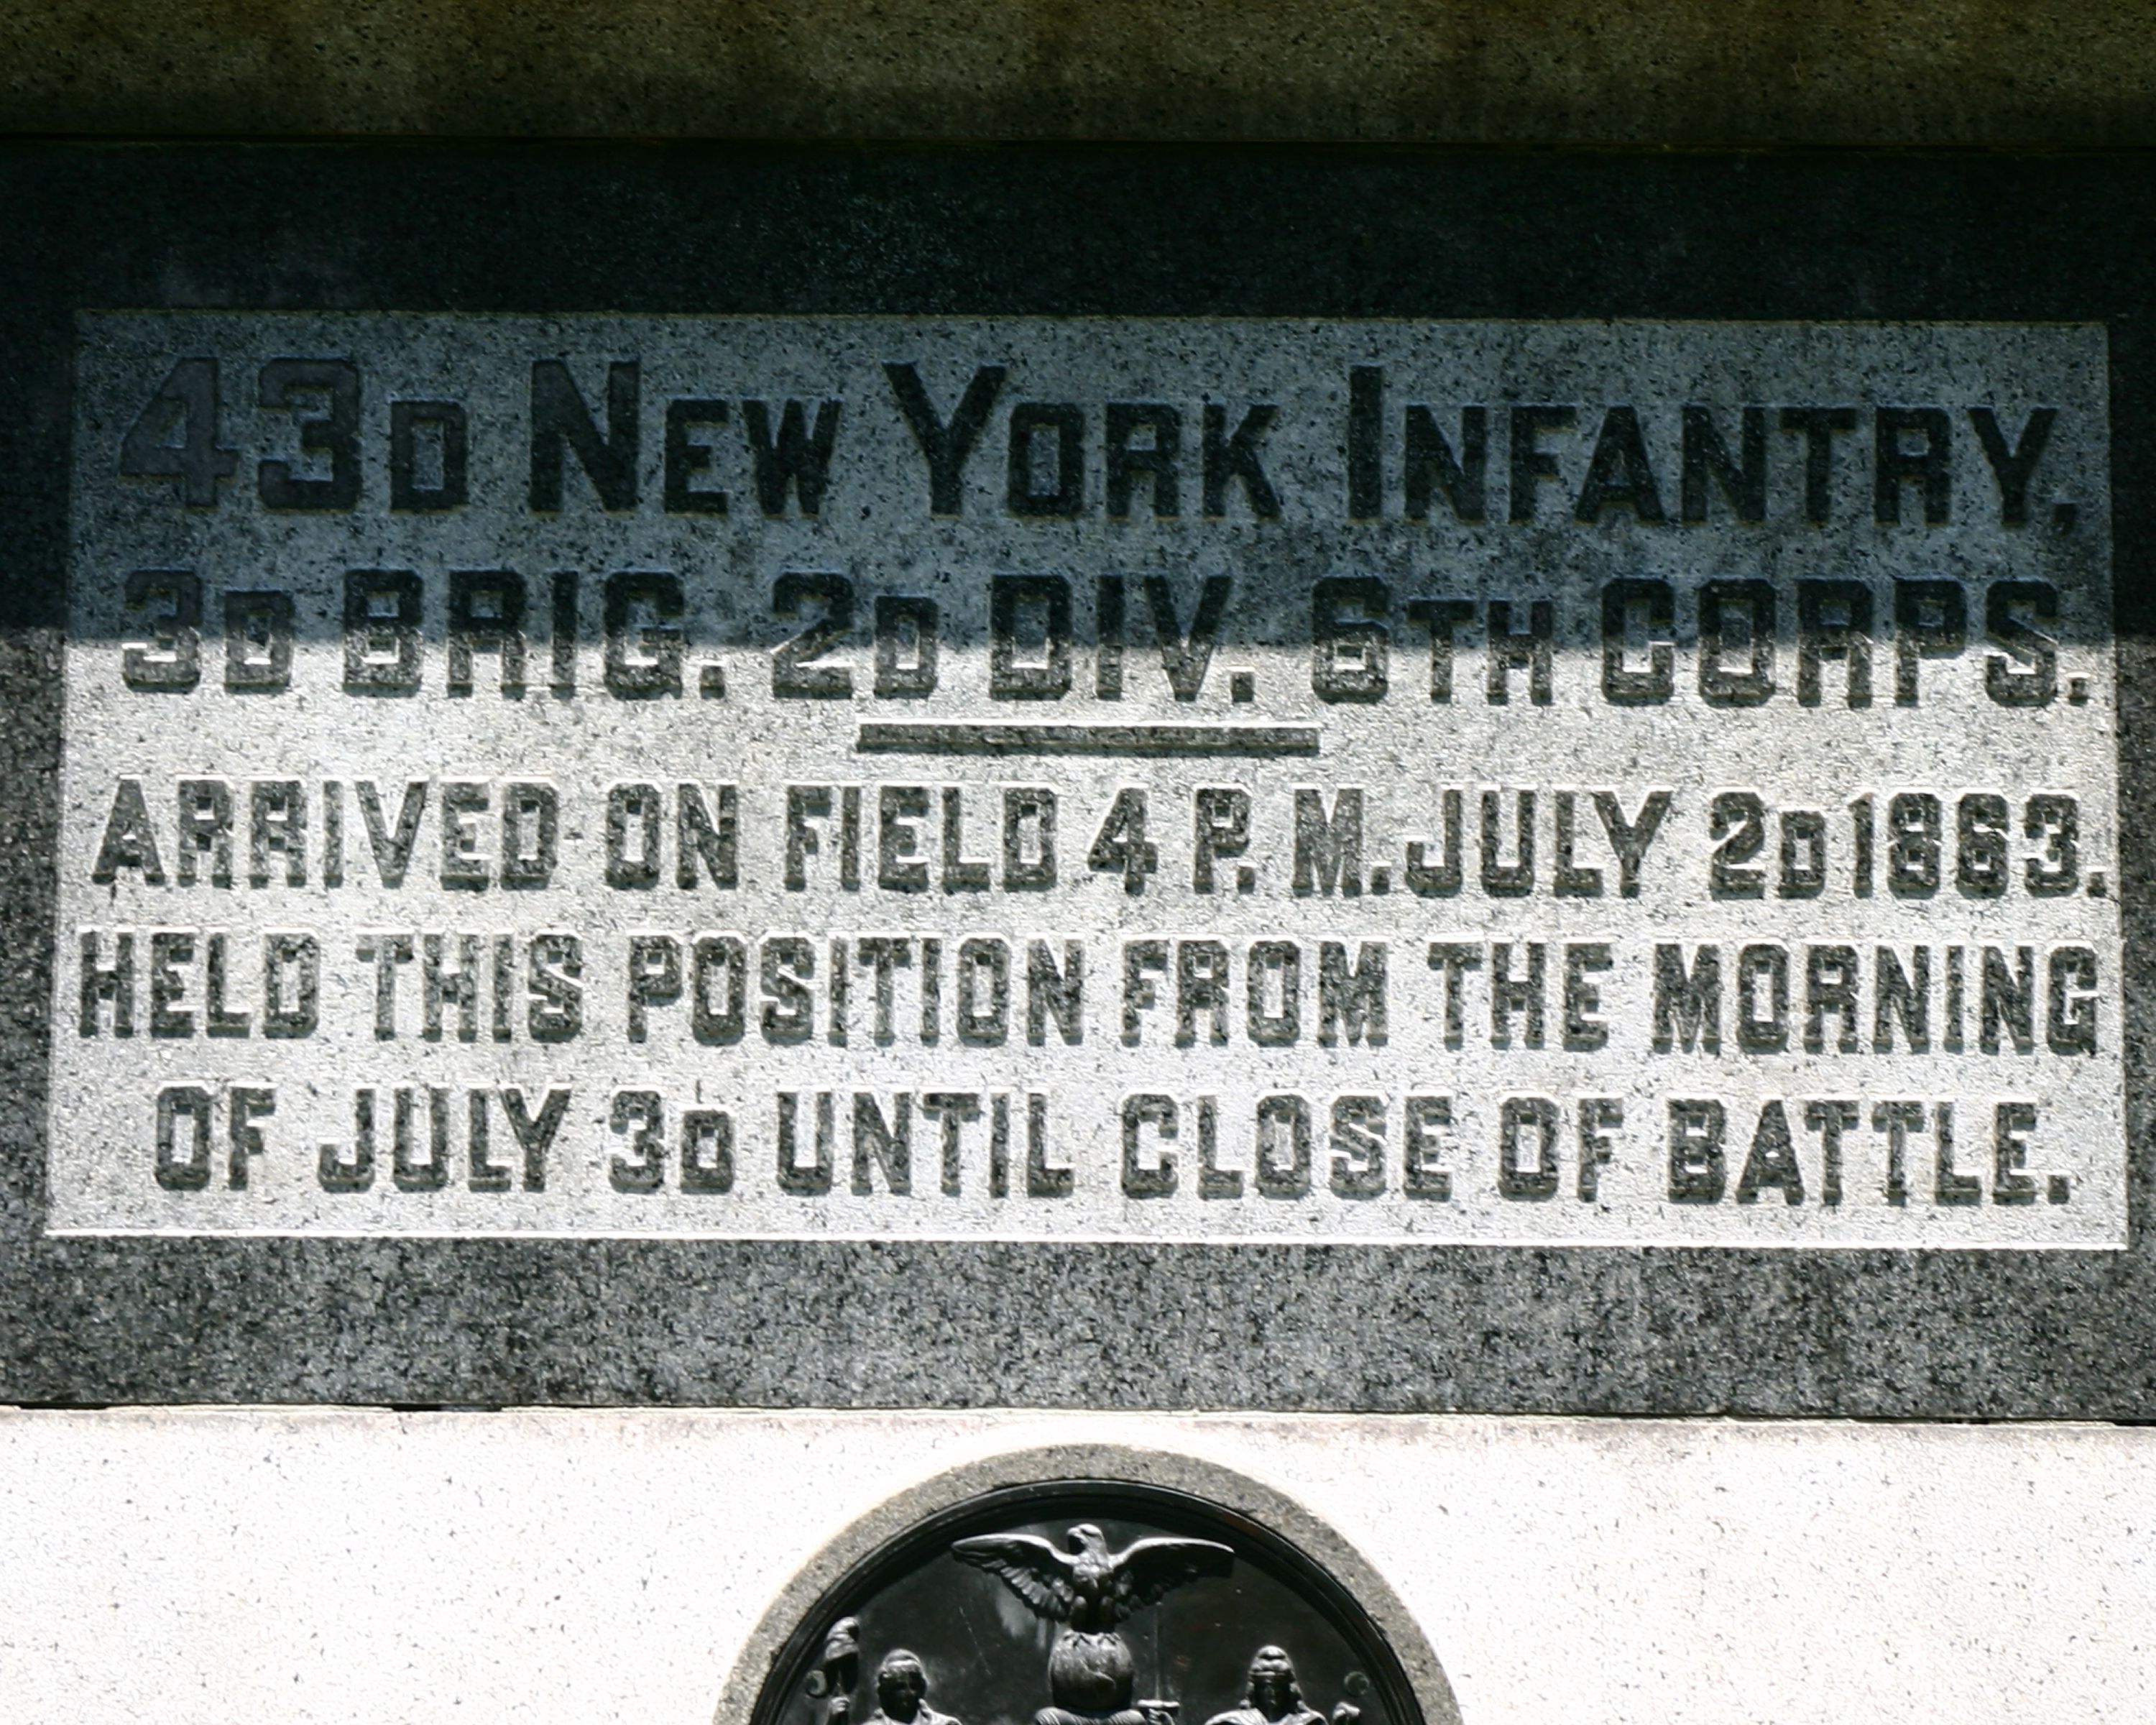 43D NEW YORK INFANTRY,
3D BRIG. 2D DIV. 6TH CORPS.
ARRIVED ON FIELD 4 P. M. JULY 2D 1863.
HELD THIS POSITION FROM THE MORNING
OF JULY 3D UNTIL CLOSE OF BATTLE.